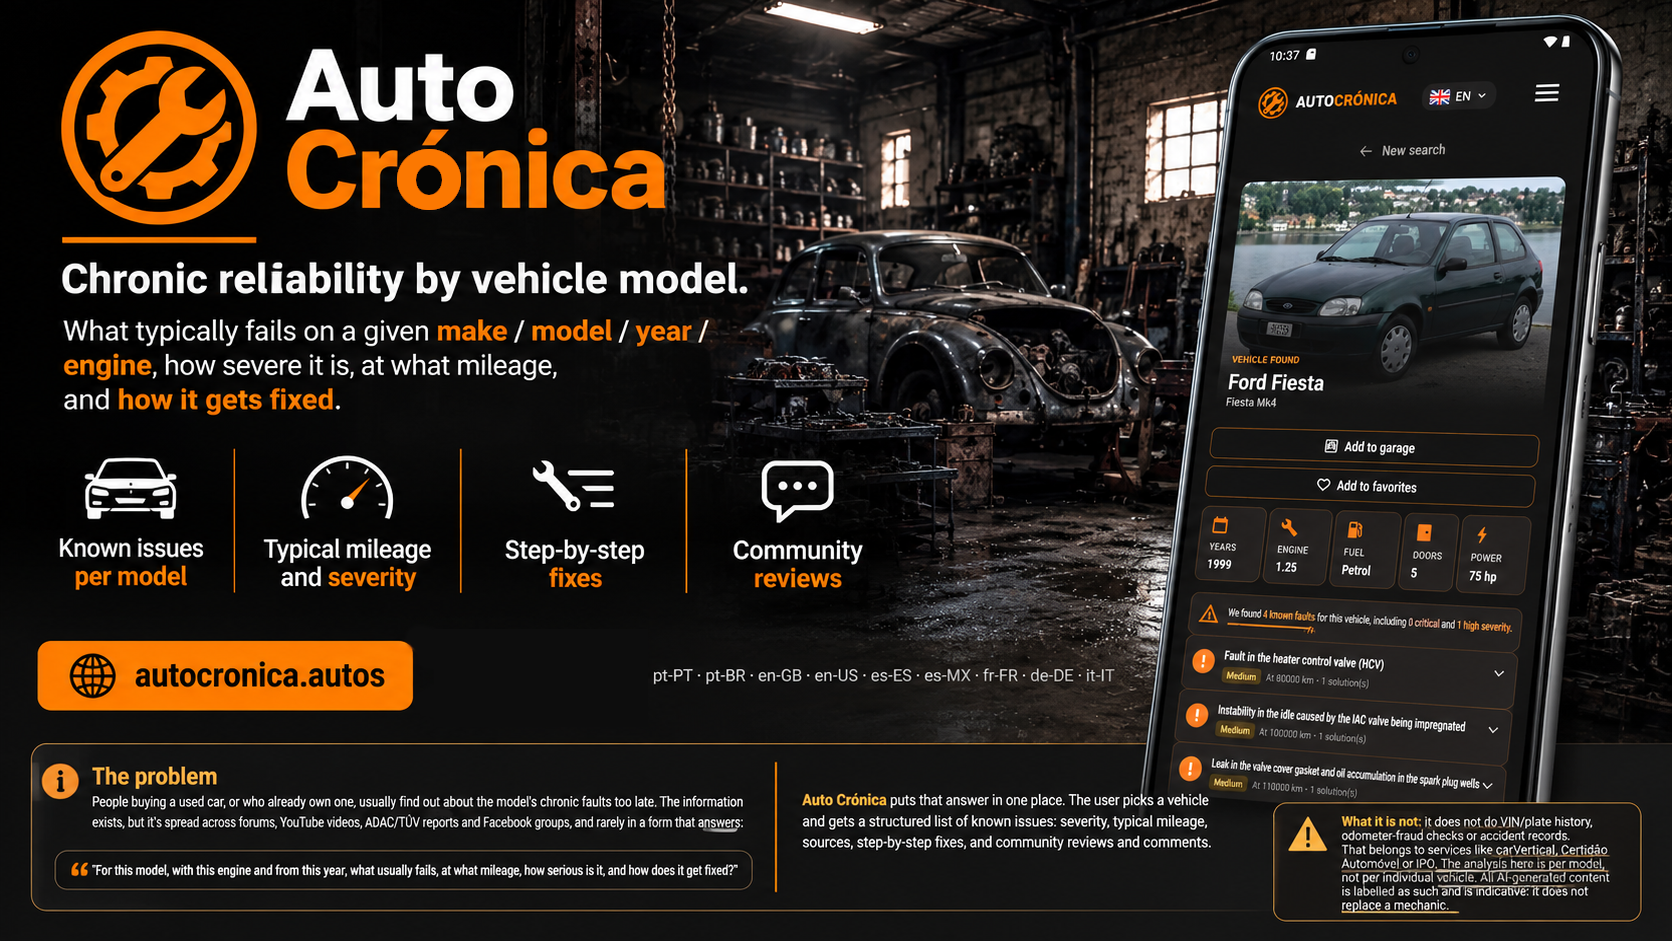 Auto
Crónica
Chronic reliability by vehicle model.
What typically fails on a given make / model / year /
engine, how severe it is, at what mileage,
and how it gets fixed.
Known issues
per model
Typical mileage
and severity
Step-by-step
fixes
Community
reviews
autocronica.autos
pt-PT · pt-BR · en-GB · en-US · es-ES · es-MX · fr-FR · de-DE · it-IT
10:37
AUTOCRÓNICA
EN
← New search
VEHICLE FOUND
Ford Fiesta
Fiesta Mk4
Add to garage
Add to favorites
YEARS
1999
ENGINE
1.25
FUEL
Petrol
DOORS
5
POWER
75 hp
We found 4 known faults for this vehicle, including 0 critical and 1 high severity.
Fault in the heater control valve (HCV)
Medium At 80000 km - 1 solution(s)
Instability in the idle caused by the IAC valve being impregnated
Medium At 100000 km - 1 solution(s)
Leak in the valve cover gasket and oil accumulation in the spark plug wells
Medium At 110000 km - 1 solution(s)
The problem
People buying a used car, or who already own one, usually find out about the model's chronic faults too late. The information
exists, but it's spread across forums, YouTube videos, ADAC/TÜV reports and Facebook groups, and rarely in a form that answers:
"For this model, with this engine and from this year, what usually fails, at what mileage, how serious is it, and how does it get fixed?"
Auto Crónica puts that answer in one place. The user picks a vehicle
and gets a structured list of known issues: severity, typical mileage,
sources, step-by-step fixes, and community reviews and comments.
What it is not: it does not do VIN/plate history,
odometer-fraud checks or accident records.
That belongs to services like carVertical, Certidão
Automóvel or IPO. The analysis here is per model,
not per individual vehicle. All AI-generated content
is labelled as such and is indicative: it does not
replace a mechanic.